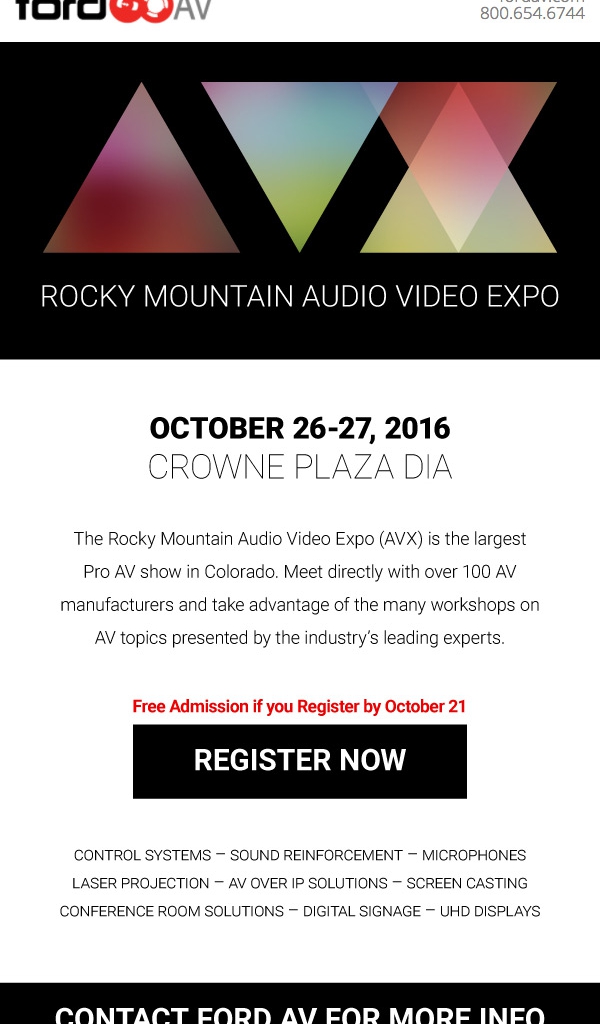 ford AV
fordav.com
800.654.6744
AVX
ROCKY MOUNTAIN AUDIO VIDEO EXPO
OCTOBER 26-27, 2016
CROWNE PLAZA DIA
The Rocky Mountain Audio Video Expo (AVX) is the largest
Pro AV show in Colorado. Meet directly with over 100 AV
manufacturers and take advantage of the many workshops on
AV topics presented by the industry's leading experts.
Free Admission if you Register by October 21
REGISTER NOW
CONTROL SYSTEMS – SOUND REINFORCEMENT – MICROPHONES
LASER PROJECTION – AV OVER IP SOLUTIONS – SCREEN CASTING
CONFERENCE ROOM SOLUTIONS – DIGITAL SIGNAGE – UHD DISPLAYS
CONTACT FORD AV FOR MORE INFO